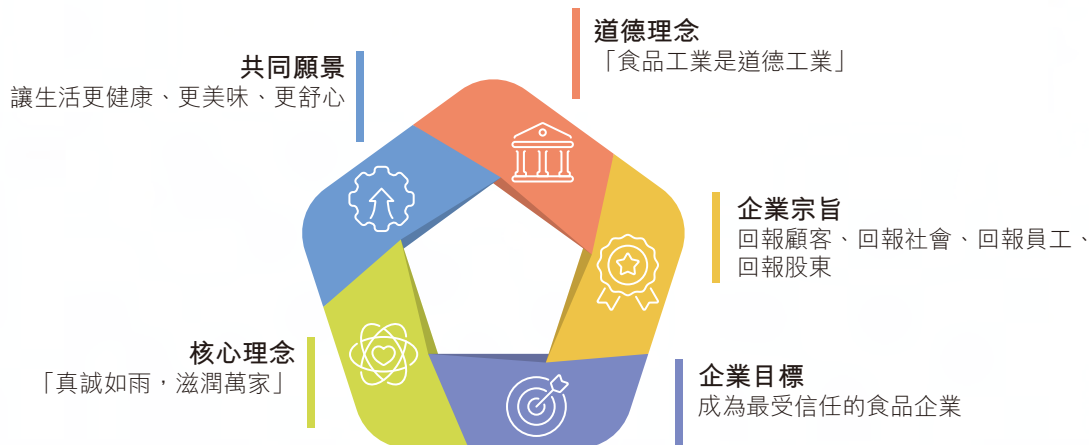 道德理念
「食品工業是道德工業」
共同願景
讓生活更健康、更美味、更舒心
企業宗旨
回報顧客、回報社會、回報員工、
回報股東
核心理念
「真誠如雨，滋潤萬家」
企業目標
成為最受信任的食品企業